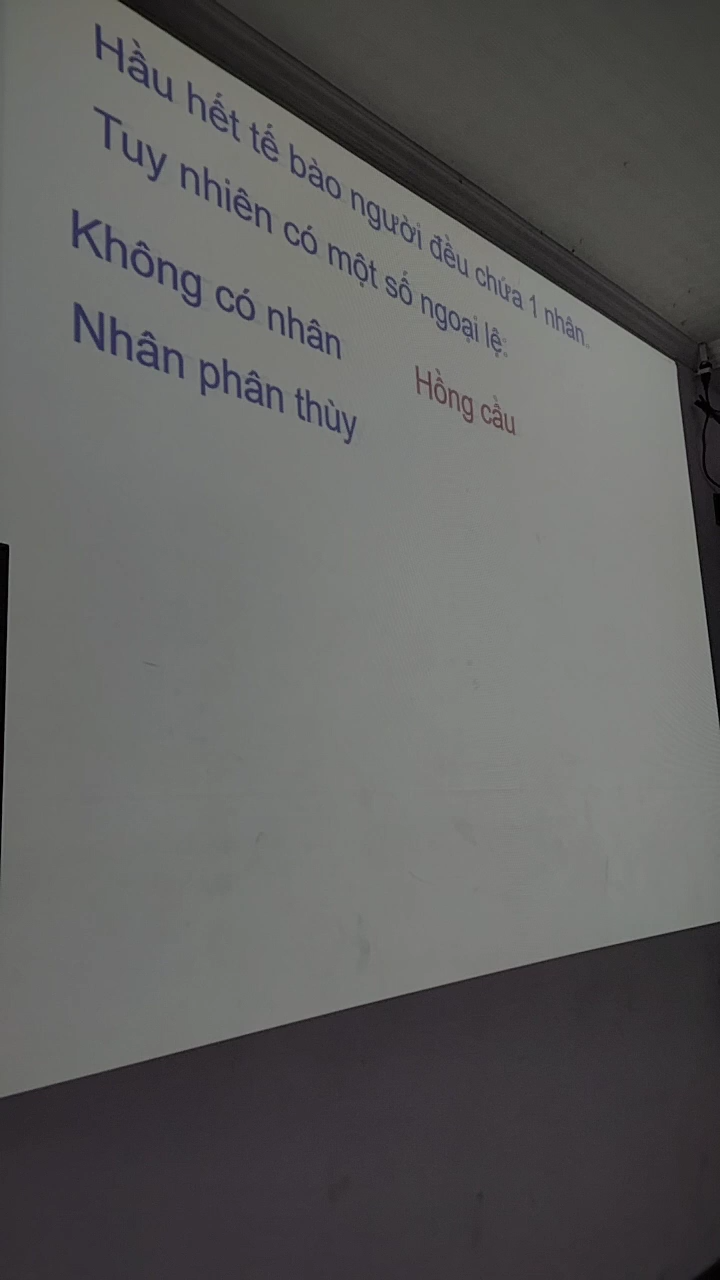 Hầu hết tế bào người đều chứa 1 nhân.
Tuy nhiên có một số ngoại lệ:
Không có nhân Hồng cầu
Nhân phân thùy